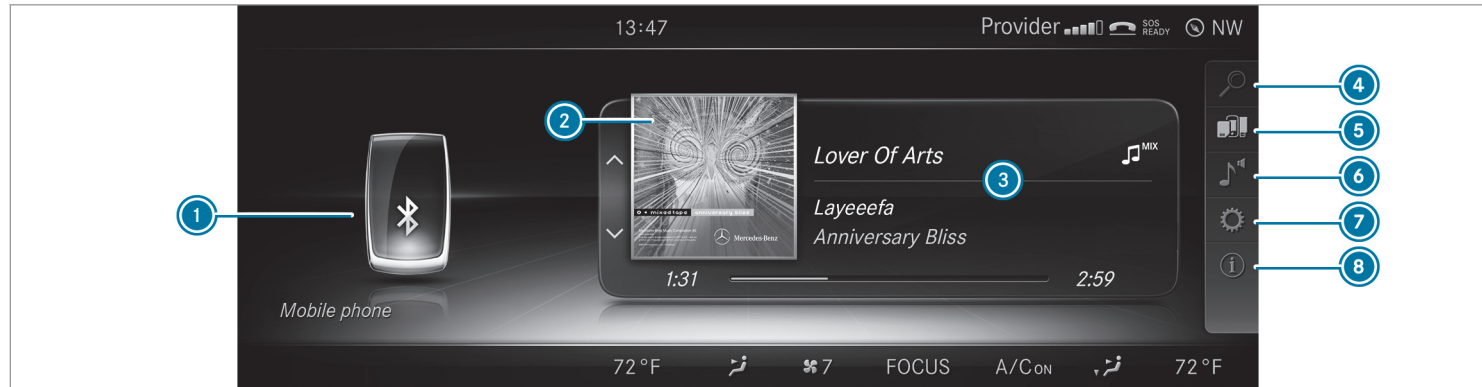 13:47
Provider SOS READY NW
4
2
5
Lover Of Arts MIX
3
6
1
Layeeefa
Anniversary Bliss
7
mixedtape anniversary bliss
Mercedes-Benz
8
1:31 2:59
Mobile phone
72°F 7 FOCUS A/C ON 72°F